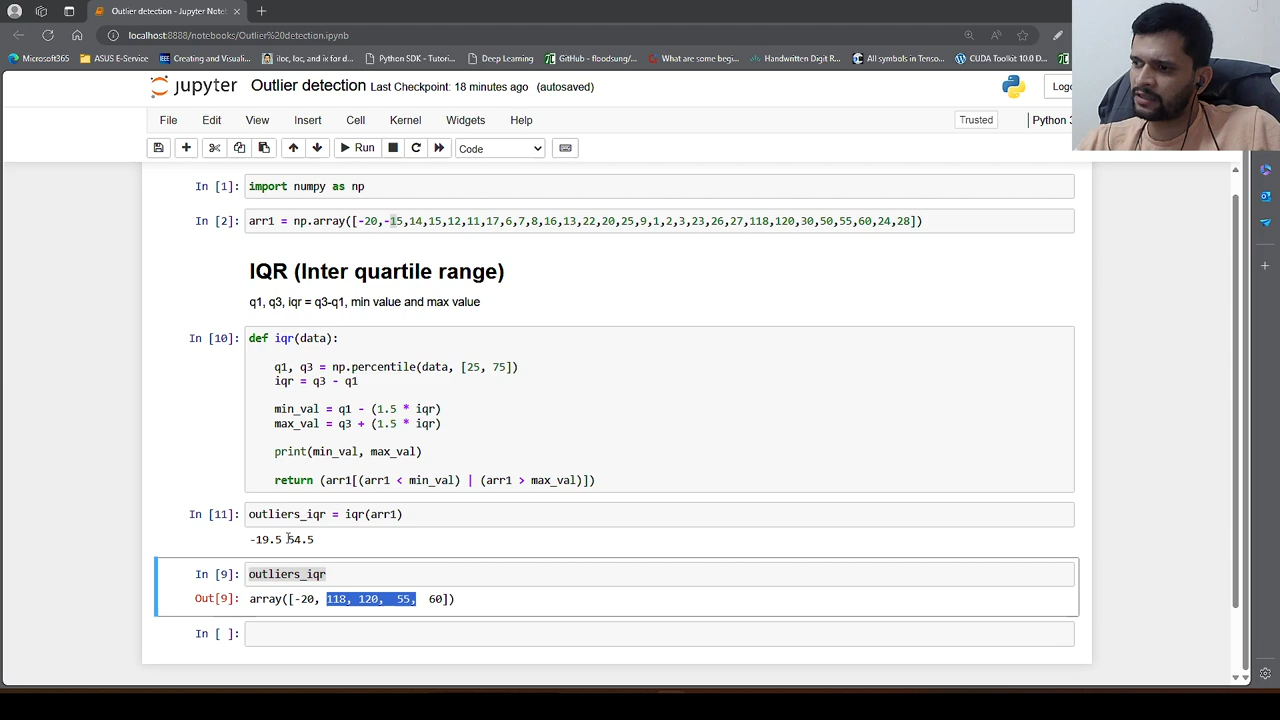 Outlier detection - Jupyter Note
localhost:8888/notebooks/Outlier%20detection.ipynb
Microsoft365
ASUS E-Service
Creating and Visuali...
iloc, loc, and ix for d...
Python SDK - Tutori...
Deep Learning
GitHub - floodsung/...
What are some begi...
Handwritten Digit R...
All symbols in Tenso...
CUDA Toolkit 10.0 D...
jupyter Outlier detection Last Checkpoint: 18 minutes ago (autosaved)
File Edit View Insert Cell Kernel Widgets Help
Trusted
Python 3
Run
Code
In [1]: import numpy as np
In [2]: arr1 = np.array([-20,-15,14,15,12,11,17,6,7,8,16,13,22,20,25,9,1,2,3,23,26,27,118,120,30,50,55,60,24,28])
IQR (Inter quartile range)
q1, q3, iqr = q3-q1, min value and max value
In [10]: def iqr(data):
q1, q3 = np.percentile(data, [25, 75])
iqr = q3 - q1
min_val = q1 - (1.5 * iqr)
max_val = q3 + (1.5 * iqr)
print(min_val, max_val)
return (arr1[(arr1 < min_val) | (arr1 > max_val)])
In [11]: outliers_iqr = iqr(arr1)
-19.5 54.5
In [9]: outliers_iqr
Out[9]: array([-20, 118, 120, 55, 60])
In [ ]: